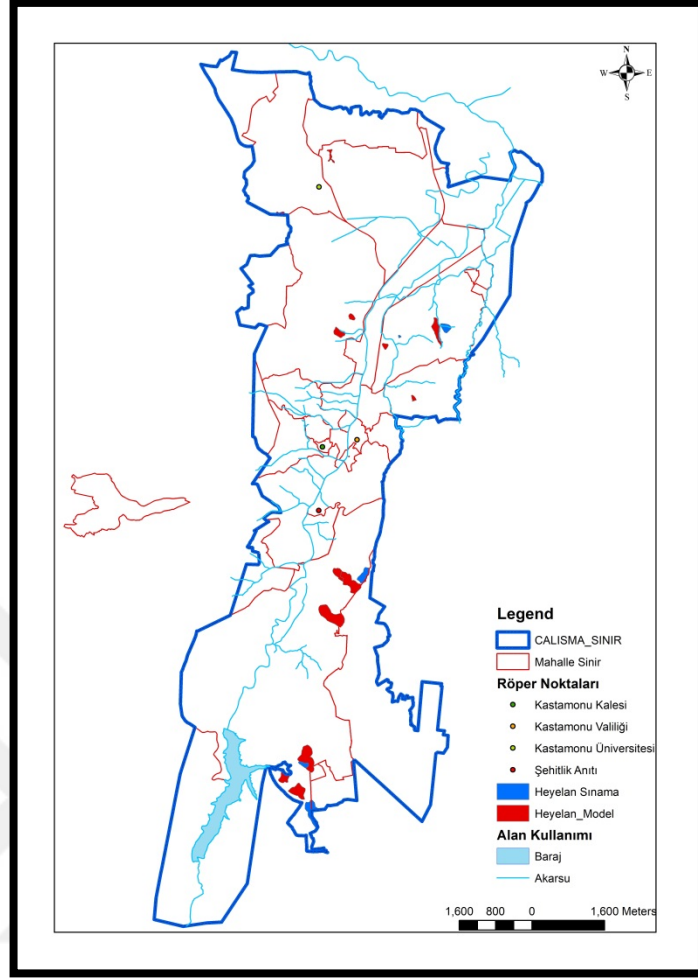 N
W E
S
Legend
CALISMA_SINIR
Mahalle Sinir
Röper Noktaları
Kastamonu Kalesi
Kastamonu Valiliği
Kastamonu Üniversitesi
Şehitlik Anıtı
Heyelan Sınama
Heyelan_Model
Alan Kullanımı
Baraj
Akarsu
1,600 800 0 1,600 Meters